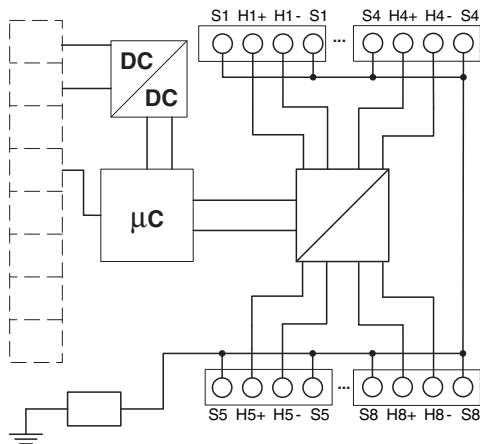 S1 H1+ H1- S1 ... S4 H4+ H4- S4
DC
DC
µC
S5 H5+ H5- S5 ... S8 H8+ H8- S8